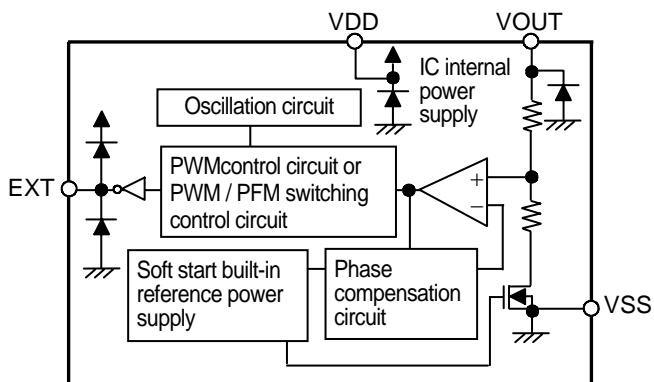 VDD
VOUT
IC internal
power
supply
Oscillation circuit
PWMcontrol circuit or
PWM / PFM switching
control circuit
EXT
+
−
Soft start built-in
reference power
supply
Phase
compensation
circuit
VSS